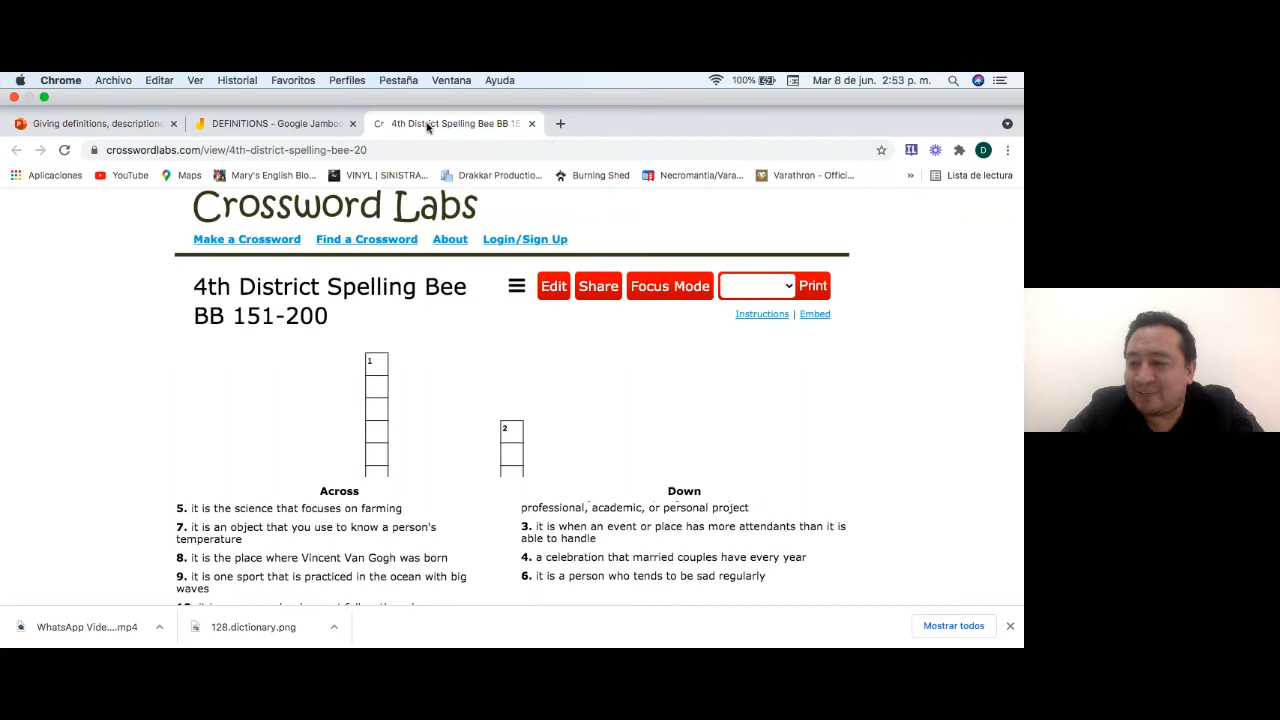 Chrome Archivo Editar Ver Historial Favoritos Perfiles Pestaña Ventana Ayuda 100% Mar 8 de jun. 2:53 p. m.
Giving definitions, description DEFINITIONS - Google Jambo Cr 4th District Spelling Bee BB 15
crosswordlabs.com/view/4th-district-spelling-bee-20 IL D
Aplicaciones YouTube Maps Mary's English Blo... VINYL | SINISTRA... Drakkar Productio... Burning Shed Necromantia/Vara... Varathron - Offici... » Lista de lectura
Crossword Labs
Make a Crossword Find a Crossword About Login/Sign Up
4th District Spelling Bee Edit Share Focus Mode Print
BB 151-200 Instructions | Embed
1
2
Across Down
5. it is the science that focuses on farming
7. it is an object that you use to know a person's
temperature
8. it is the place where Vincent Van Gogh was born
9. it is one sport that is practiced in the ocean with big
waves
professional, academic, or personal project
3. it is when an event or place has more attendants than it is
able to handle
4. a celebration that married couples have every year
6. it is a person who tends to be sad regularly
WhatsApp Vide....mp4 128.dictionary.png Mostrar todos